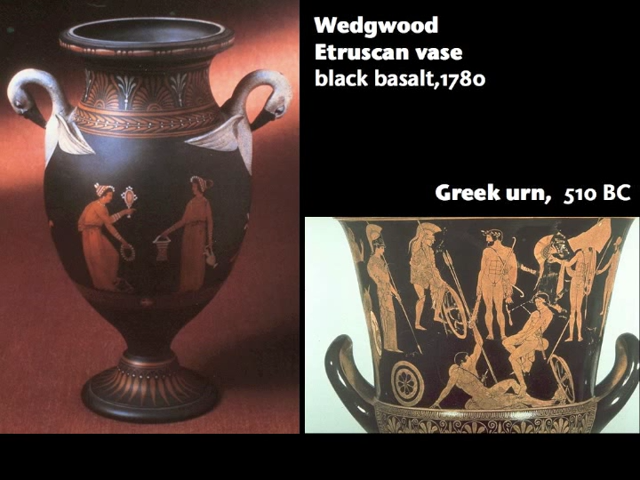 Wedgwood
Etruscan vase
black basalt,1780
Greek urn, 510 BC